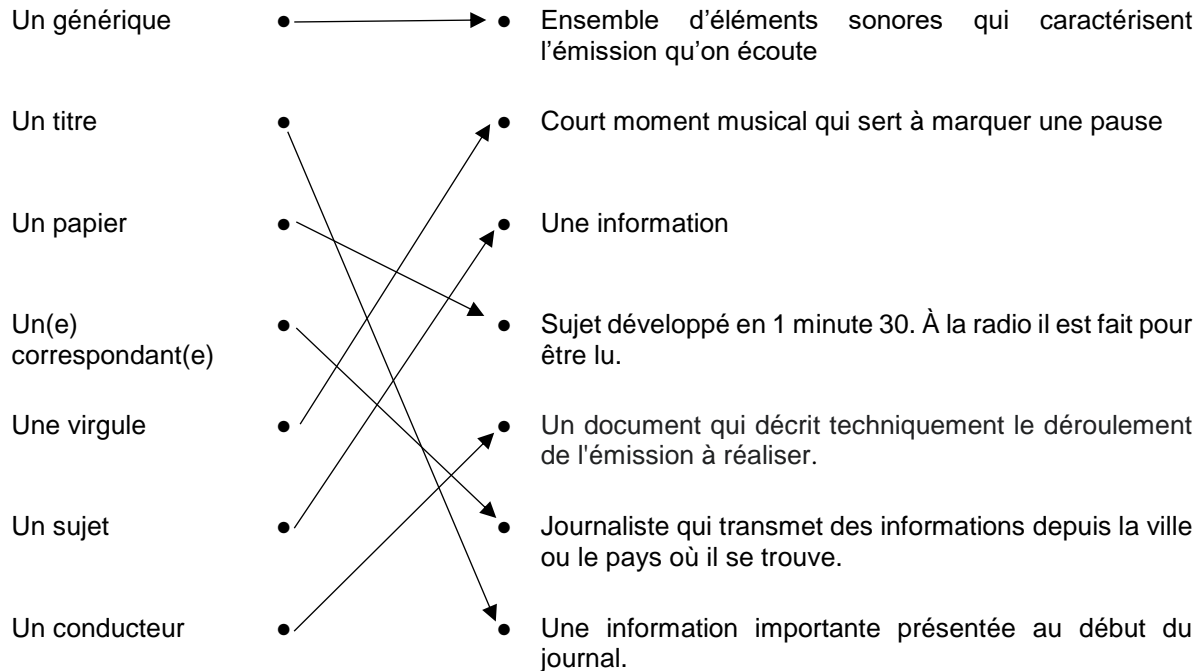 Un générique
Ensemble d’éléments sonores qui caractérisent
l’émission qu’on écoute
Un titre
Court moment musical qui sert à marquer une pause
Un papier
Une information
Un(e)
correspondant(e)
Sujet développé en 1 minute 30. À la radio il est fait pour
être lu.
Une virgule
Un document qui décrit techniquement le déroulement
de l'émission à réaliser.
Un sujet
Journaliste qui transmet des informations depuis la ville
ou le pays où il se trouve.
Un conducteur
Une information importante présentée au début du
journal.